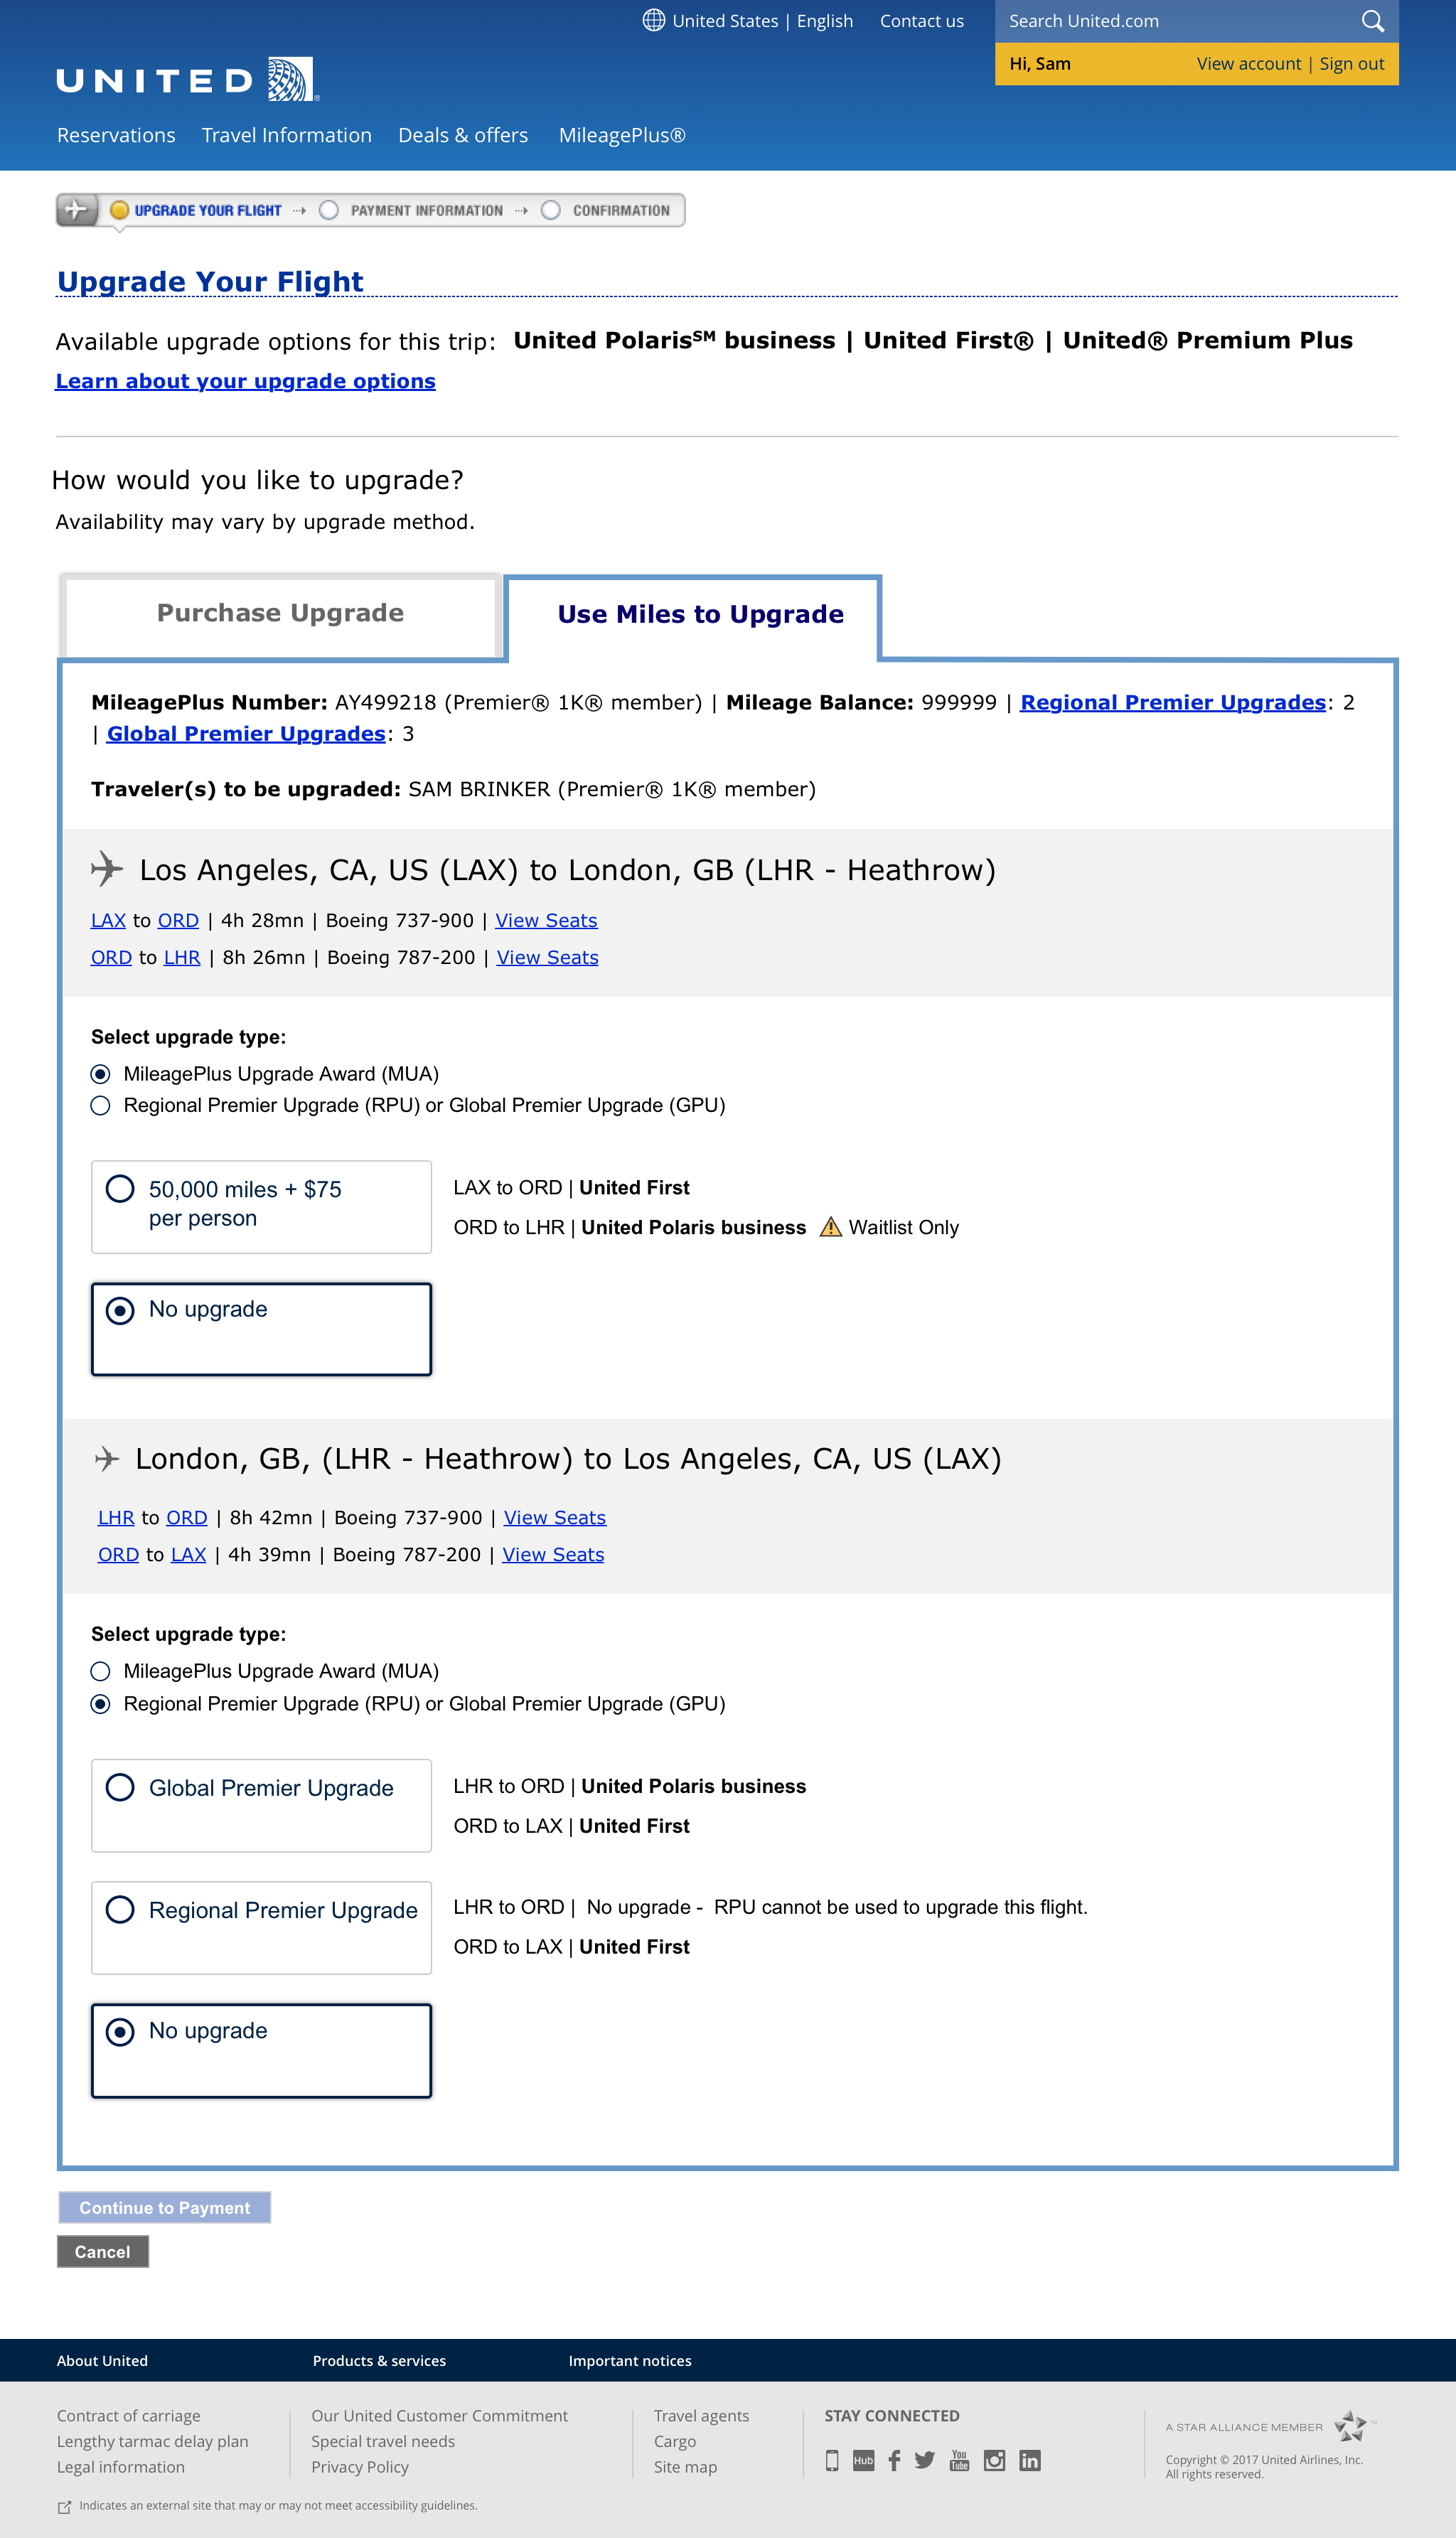 United States | English Contact us Search United.com
Hi, Sam View account | Sign out
UNITED ®
Reservations Travel Information Deals & offers MileagePlus®
UPGRADE YOUR FLIGHT PAYMENT INFORMATION CONFIRMATION
Upgrade Your Flight
Available upgrade options for this trip: United Polaris℠ business | United First® | United® Premium Plus
Learn about your upgrade options
How would you like to upgrade?
Availability may vary by upgrade method.
Purchase Upgrade Use Miles to Upgrade
MileagePlus Number: AY499218 (Premier® 1K® member) | Mileage Balance: 999999 | Regional Premier Upgrades: 2
| Global Premier Upgrades: 3
Traveler(s) to be upgraded: SAM BRINKER (Premier® 1K® member)
Los Angeles, CA, US (LAX) to London, GB (LHR - Heathrow)
LAX to ORD | 4h 28mn | Boeing 737-900 | View Seats
ORD to LHR | 8h 26mn | Boeing 787-200 | View Seats
Select upgrade type:
MileagePlus Upgrade Award (MUA)
Regional Premier Upgrade (RPU) or Global Premier Upgrade (GPU)
50,000 miles + $75
per person
LAX to ORD | United First
ORD to LHR | United Polaris business Waitlist Only
No upgrade
London, GB, (LHR - Heathrow) to Los Angeles, CA, US (LAX)
LHR to ORD | 8h 42mn | Boeing 737-900 | View Seats
ORD to LAX | 4h 39mn | Boeing 787-200 | View Seats
Select upgrade type:
MileagePlus Upgrade Award (MUA)
Regional Premier Upgrade (RPU) or Global Premier Upgrade (GPU)
Global Premier Upgrade
LHR to ORD | United Polaris business
ORD to LAX | United First
Regional Premier Upgrade
LHR to ORD | No upgrade - RPU cannot be used to upgrade this flight.
ORD to LAX | United First
No upgrade
Continue to Payment
Cancel
About United Products & services Important notices
Contract of carriage Our United Customer Commitment Travel agents STAY CONNECTED
Lengthy tarmac delay plan Special travel needs Cargo
Legal information Privacy Policy Site map
Hub f You Tube in
A STAR ALLIANCE MEMBER ™
Copyright © 2017 United Airlines, Inc.
All rights reserved.
Indicates an external site that may or may not meet accessibility guidelines.